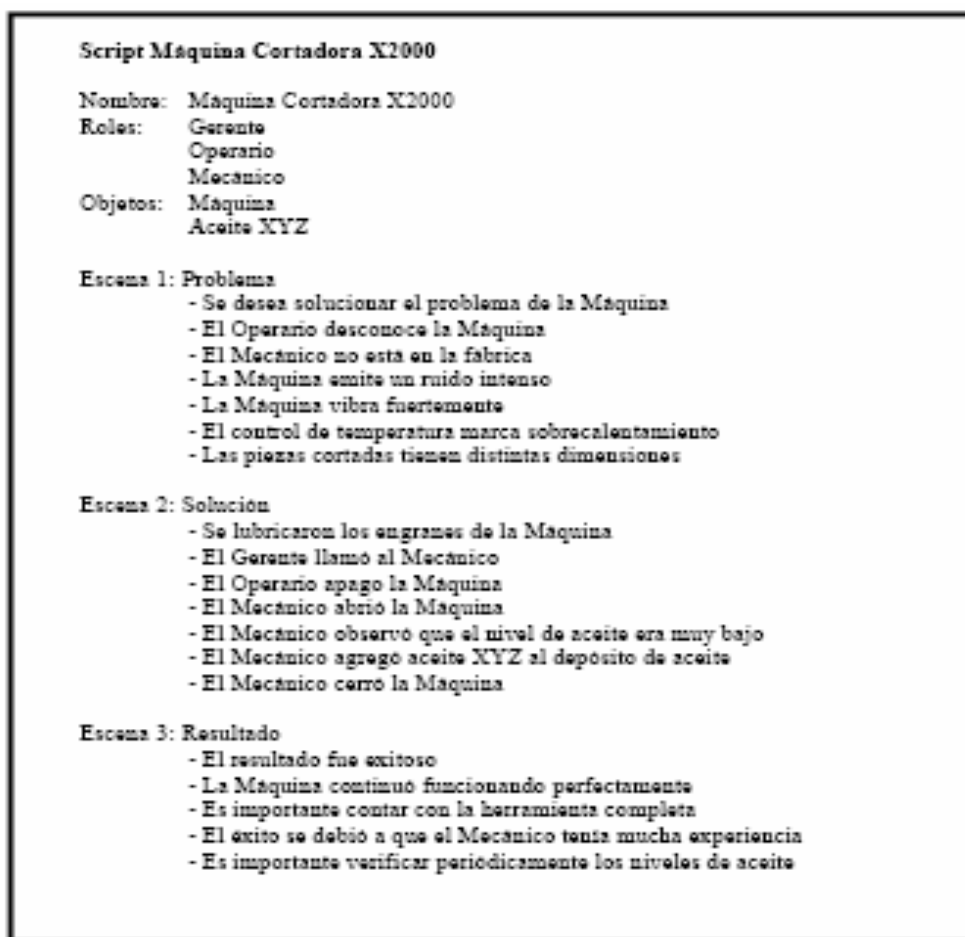 Script Máquina Cortadora X2000
Nombre: Máquina Cortadora X2000
Roles: Gerente
Operario
Mecánico
Objetos: Máquina
Aceite XYZ
Escena 1: Problema
- Se desea solucionar el problema de la Máquina
- El Operario desconoce la Máquina
- El Mecánico no está en la fábrica
- La Máquina emite un ruido intenso
- La Máquina vibra fuertemente
- El control de temperatura marca sobrecalentamiento
- Las piezas cortadas tienen distintas dimensiones
Escena 2: Solución
- Se lubricaron los engranes de la Máquina
- El Gerente llamó al Mecánico
- El Operario apago la Máquina
- El Mecánico abrió la Máquina
- El Mecánico observó que el nivel de aceite era muy bajo
- El Mecánico agregó aceite XYZ al depósito de aceite
- El Mecánico cerró la Máquina
Escena 3: Resultado
- El resultado fue exitoso
- La Máquina continuó funcionando perfectamente
- Es importante contar con la herramienta completa
- El éxito se debió a que el Mecánico tenía mucha experiencia
- Es importante verificar periódicamente los niveles de aceite